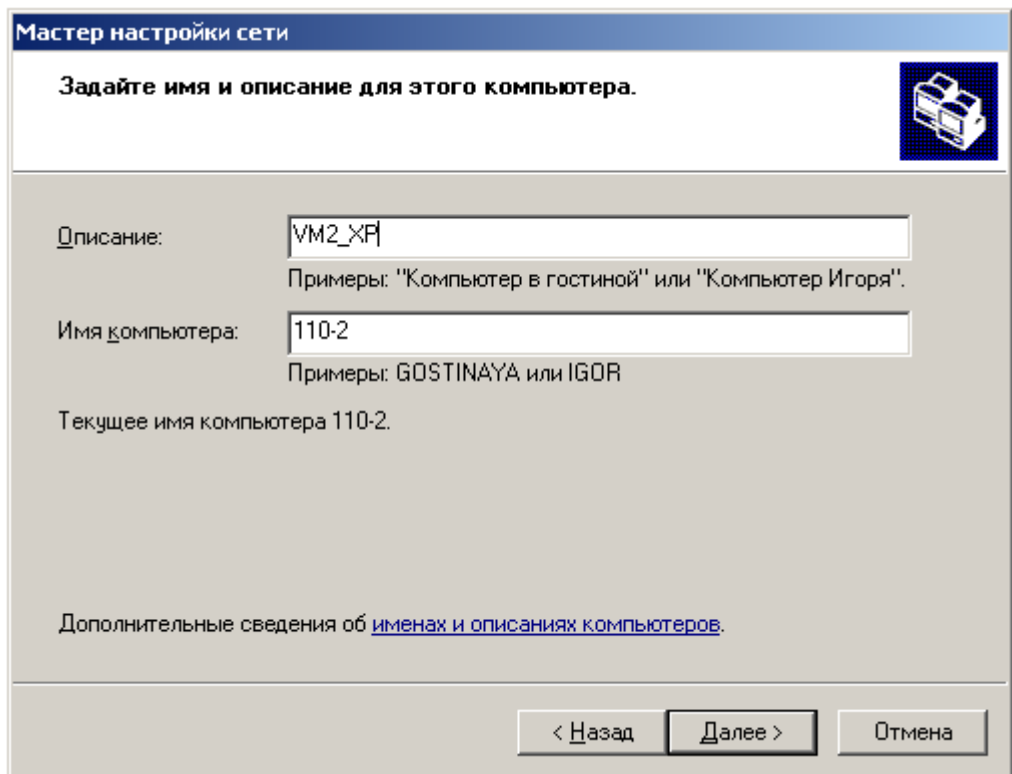 Мастер настройки сети
Задайте имя и описание для этого компьютера.
Описание: VM2_XP
Примеры: "Компьютер в гостиной" или "Компьютер Игоря".
Имя компьютера: 110-2
Примеры: GOSTINAYA или IGOR
Текущее имя компьютера 110-2.
Дополнительные сведения об именах и описаниях компьютеров.
< Назад Далее > Отмена